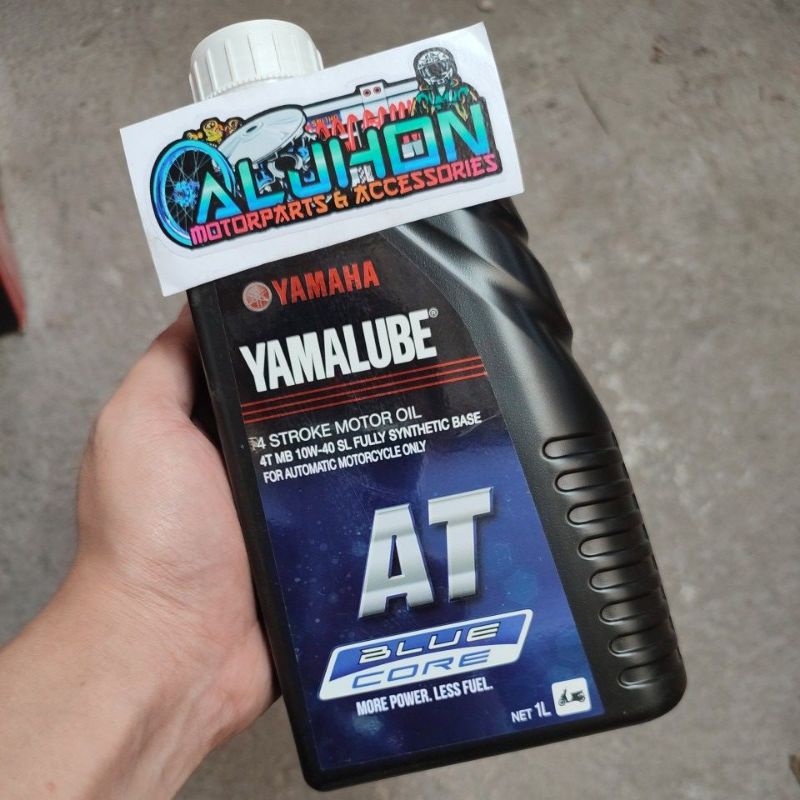 ALJHON
MOTORPARTS & ACCESSORIES
YAMAHA
YAMALUBE®
4 STROKE MOTOR OIL
4T MB 10W-40 SL FULLY SYNTHETIC BASE
FOR AUTOMATIC MOTORCYCLE ONLY
AT
BLUE
CORE
MORE POWER. LESS FUEL.
NET 1L